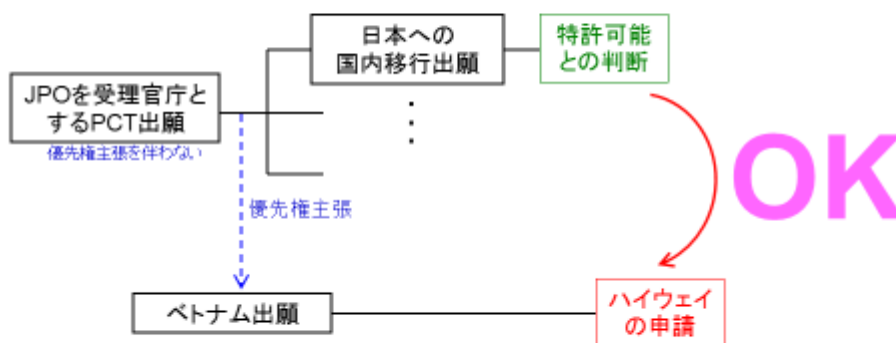 日本への
国内移行出願
特許可能
との判断
JPOを受理官庁と
するPCT出願
優先権主張を伴わない
OK
優先権主張
ベトナム出願
ハイウェイ
の申請